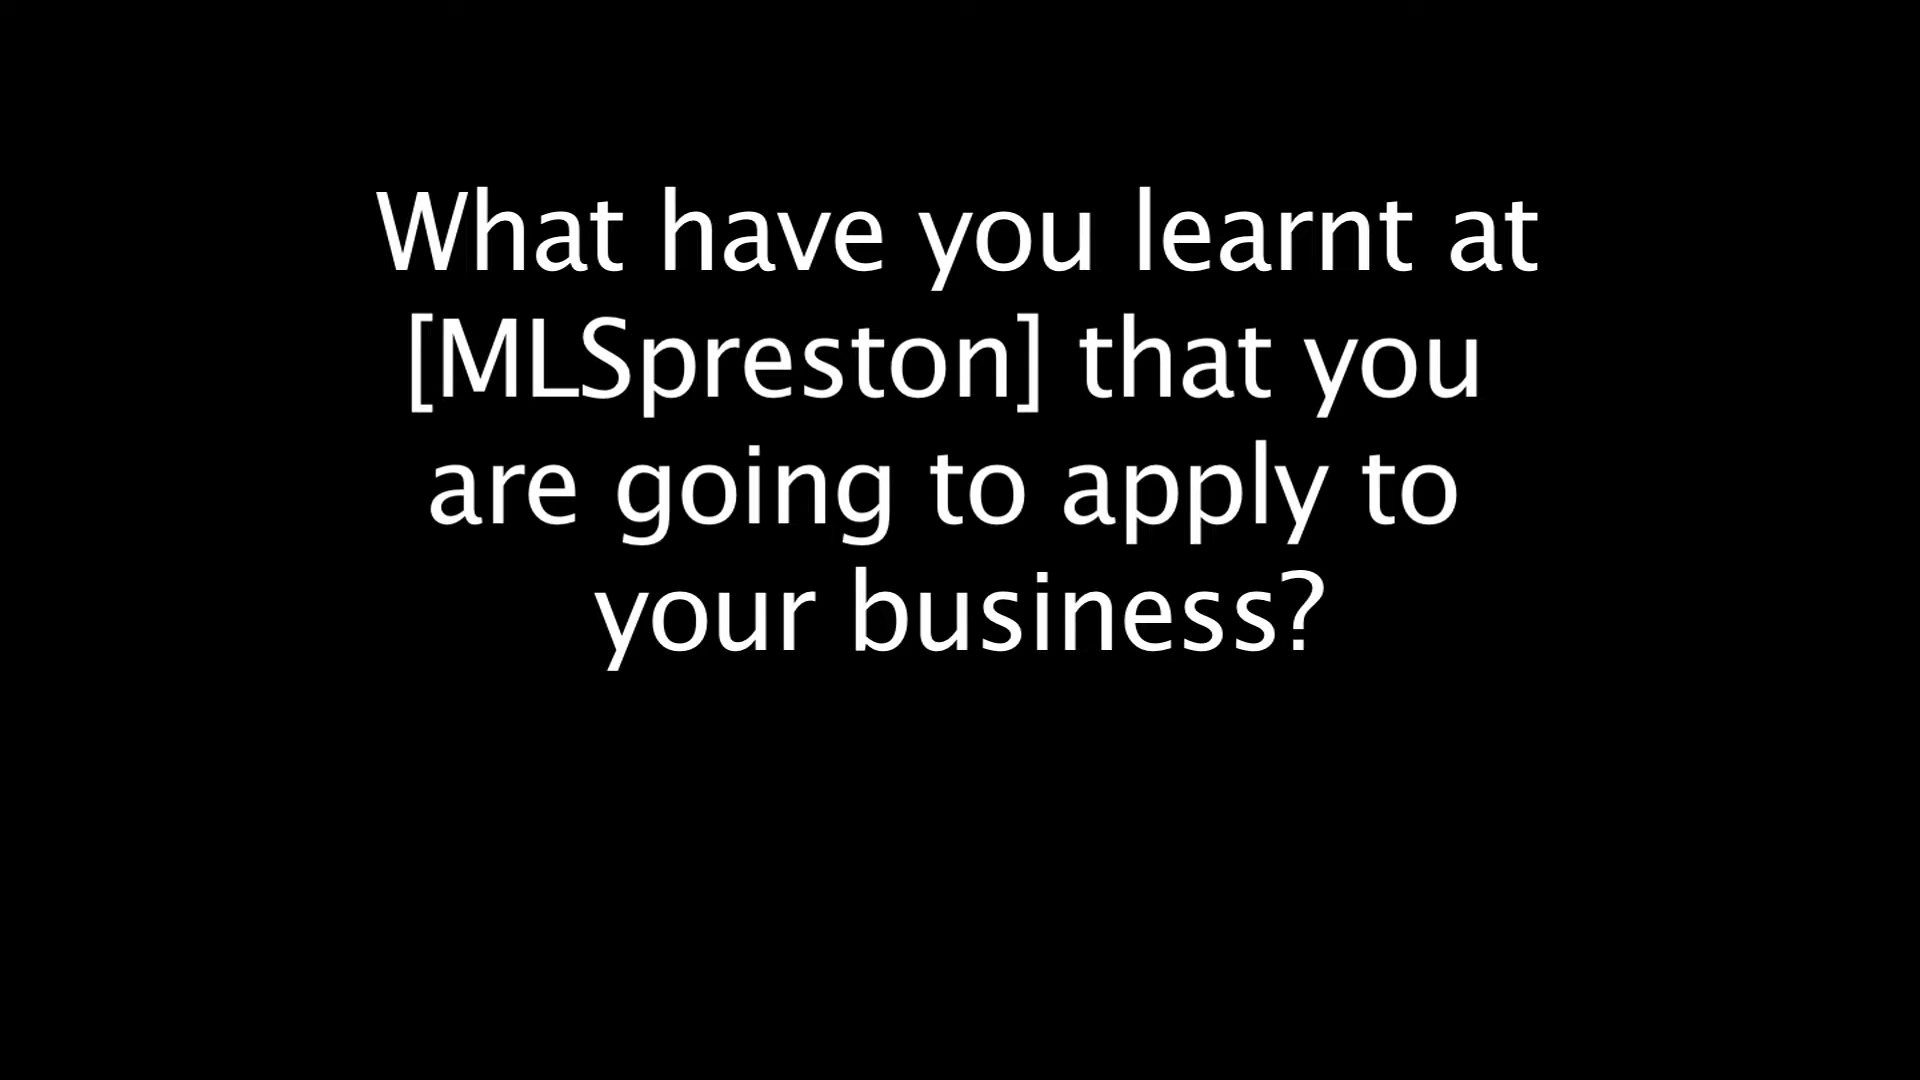 What have you learnt at
[MLSpreston] that you
are going to apply to
your business?